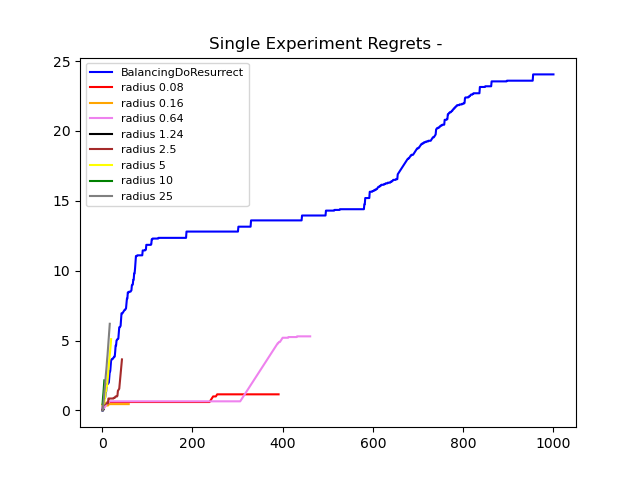 Single Experiment Regrets -
25
20
15
10
5
0
BalancingDoResurrect
radius 0.08
radius 0.16
radius 0.64
radius 1.24
radius 2.5
radius 5
radius 10
radius 25
0 200 400 600 800 1000